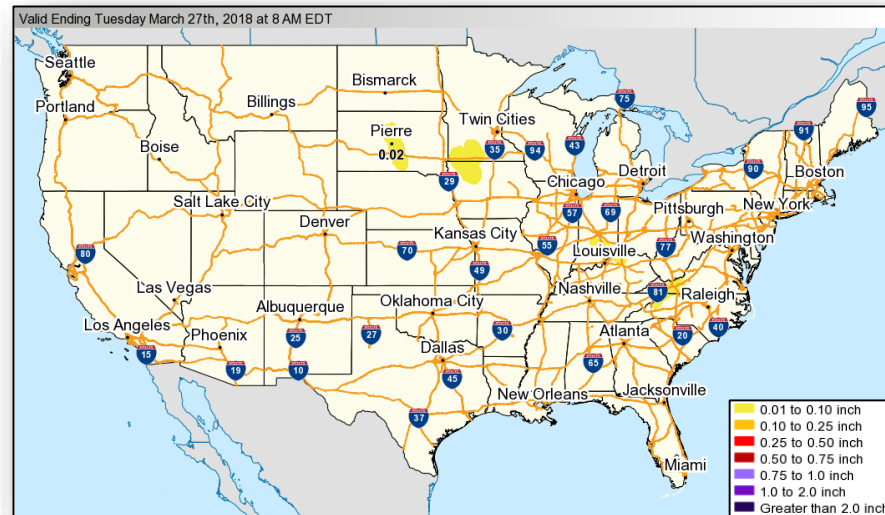 Valid Ending Tuesday March 27th, 2018 at 8 AM EDT
Seattle
Portland
Boise
Billings
Bismarck
Pierre
0.02
Twin Cities
75
95
91
90
35
94
43
29
Boston
Chicago
Detroit
New York
Pittsburgh
Salt Lake City
Denver
57
69
Washington
80
70
Kansas City
55
Louisville
77
49
81
Raleigh
Las Vegas
Albuquerque
Oklahoma City
Nashville
Los Angeles
Phoenix
25
27
30
Atlanta
20
40
15
19
10
Dallas
45
65
37
New Orleans
Jacksonville
Miami
0.01 to 0.10 inch
0.10 to 0.25 inch
0.25 to 0.50 inch
0.50 to 0.75 inch
0.75 to 1.0 inch
1.0 to 2.0 inch
Greater than 2.0 inch